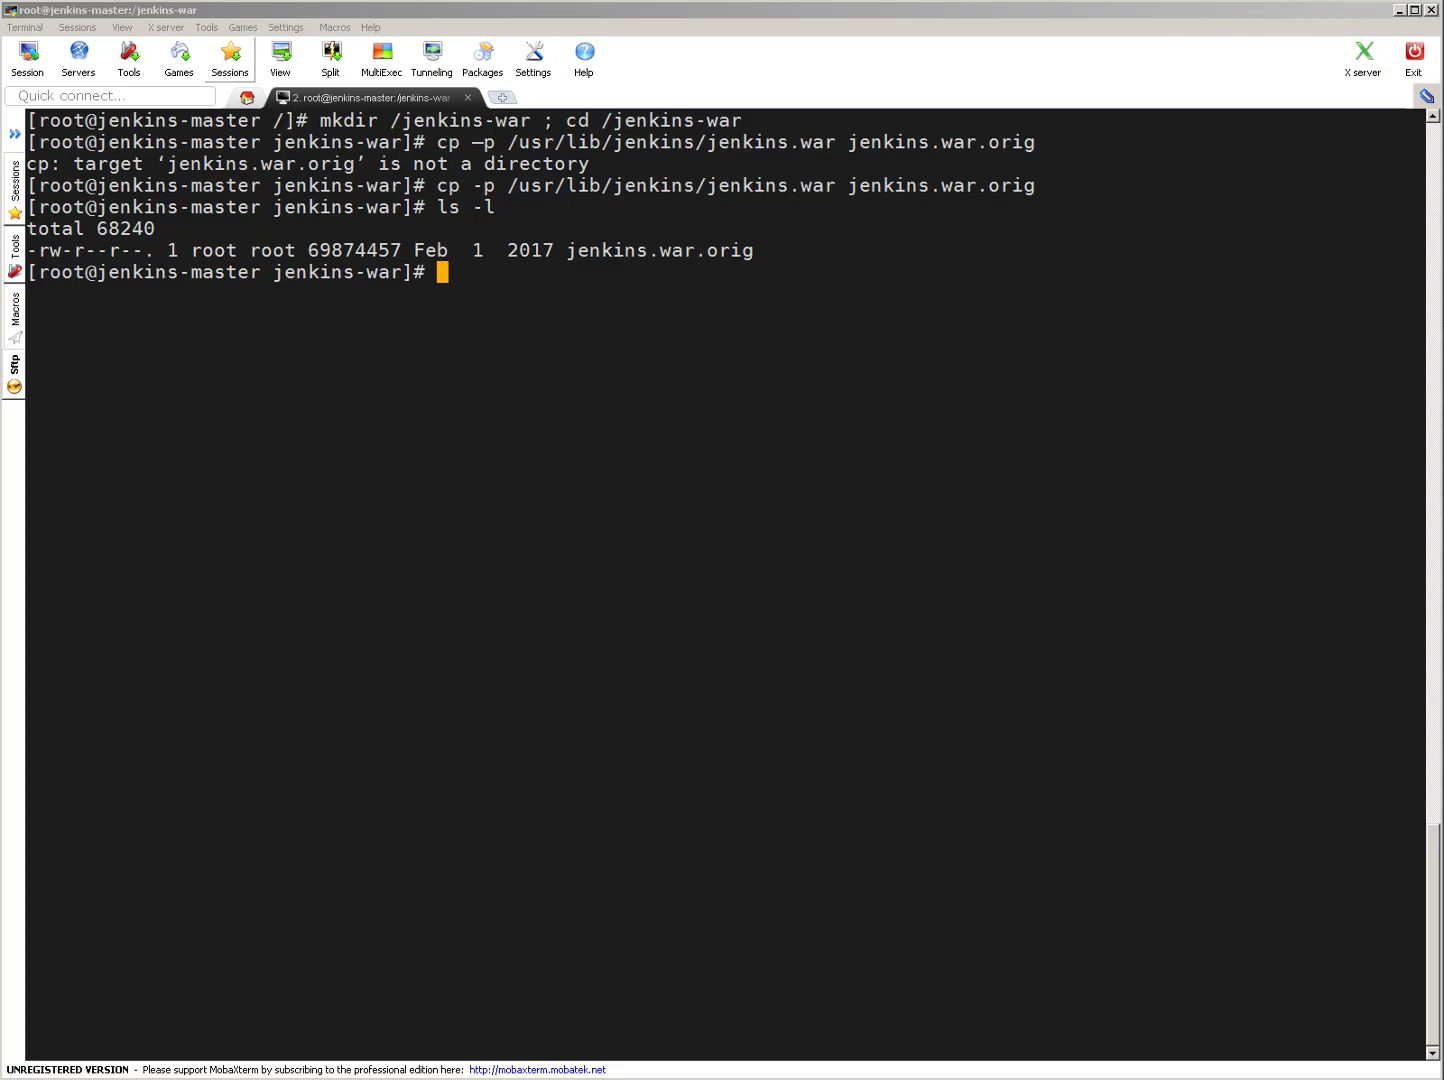 root@jenkins-master:/jenkins-war
Terminal Sessions View X server Tools Games Settings Macros Help
Session Servers Tools Games Sessions View Split MultiExec Tunneling Packages Settings Help X server Exit
Quick connect...
2. root@jenkins-master:/jenkins-war
[root@jenkins-master /]# mkdir /jenkins-war ; cd /jenkins-war
[root@jenkins-master jenkins-war]# cp –p /usr/lib/jenkins/jenkins.war jenkins.war.orig
cp: target ‘jenkins.war.orig’ is not a directory
[root@jenkins-master jenkins-war]# cp -p /usr/lib/jenkins/jenkins.war jenkins.war.orig
[root@jenkins-master jenkins-war]# ls -l
total 68240
-rw-r--r--. 1 root root 69874457 Feb  1  2017 jenkins.war.orig
[root@jenkins-master jenkins-war]#
Sessions
Tools
Macros
Sftp
UNREGISTERED VERSION - Please support MobaXterm by subscribing to the professional edition here: http://mobaxterm.mobatek.net